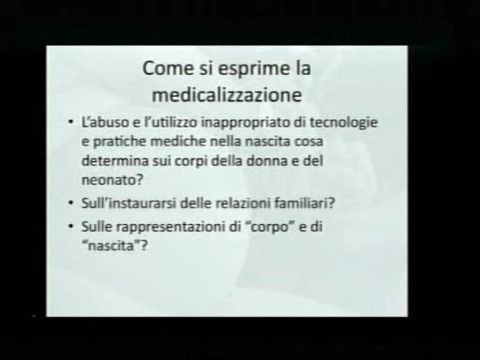 Come si esprime la
medicalizzazione
• L'abuso e l'utilizzo inappropriato di tecnologie
e pratiche mediche nella nascita cosa
determina sui corpi della donna e del
neonato?
• Sull'instaurarsi delle relazioni familiari?
• Sulle rappresentazioni di "corpo" e di
"nascita"?